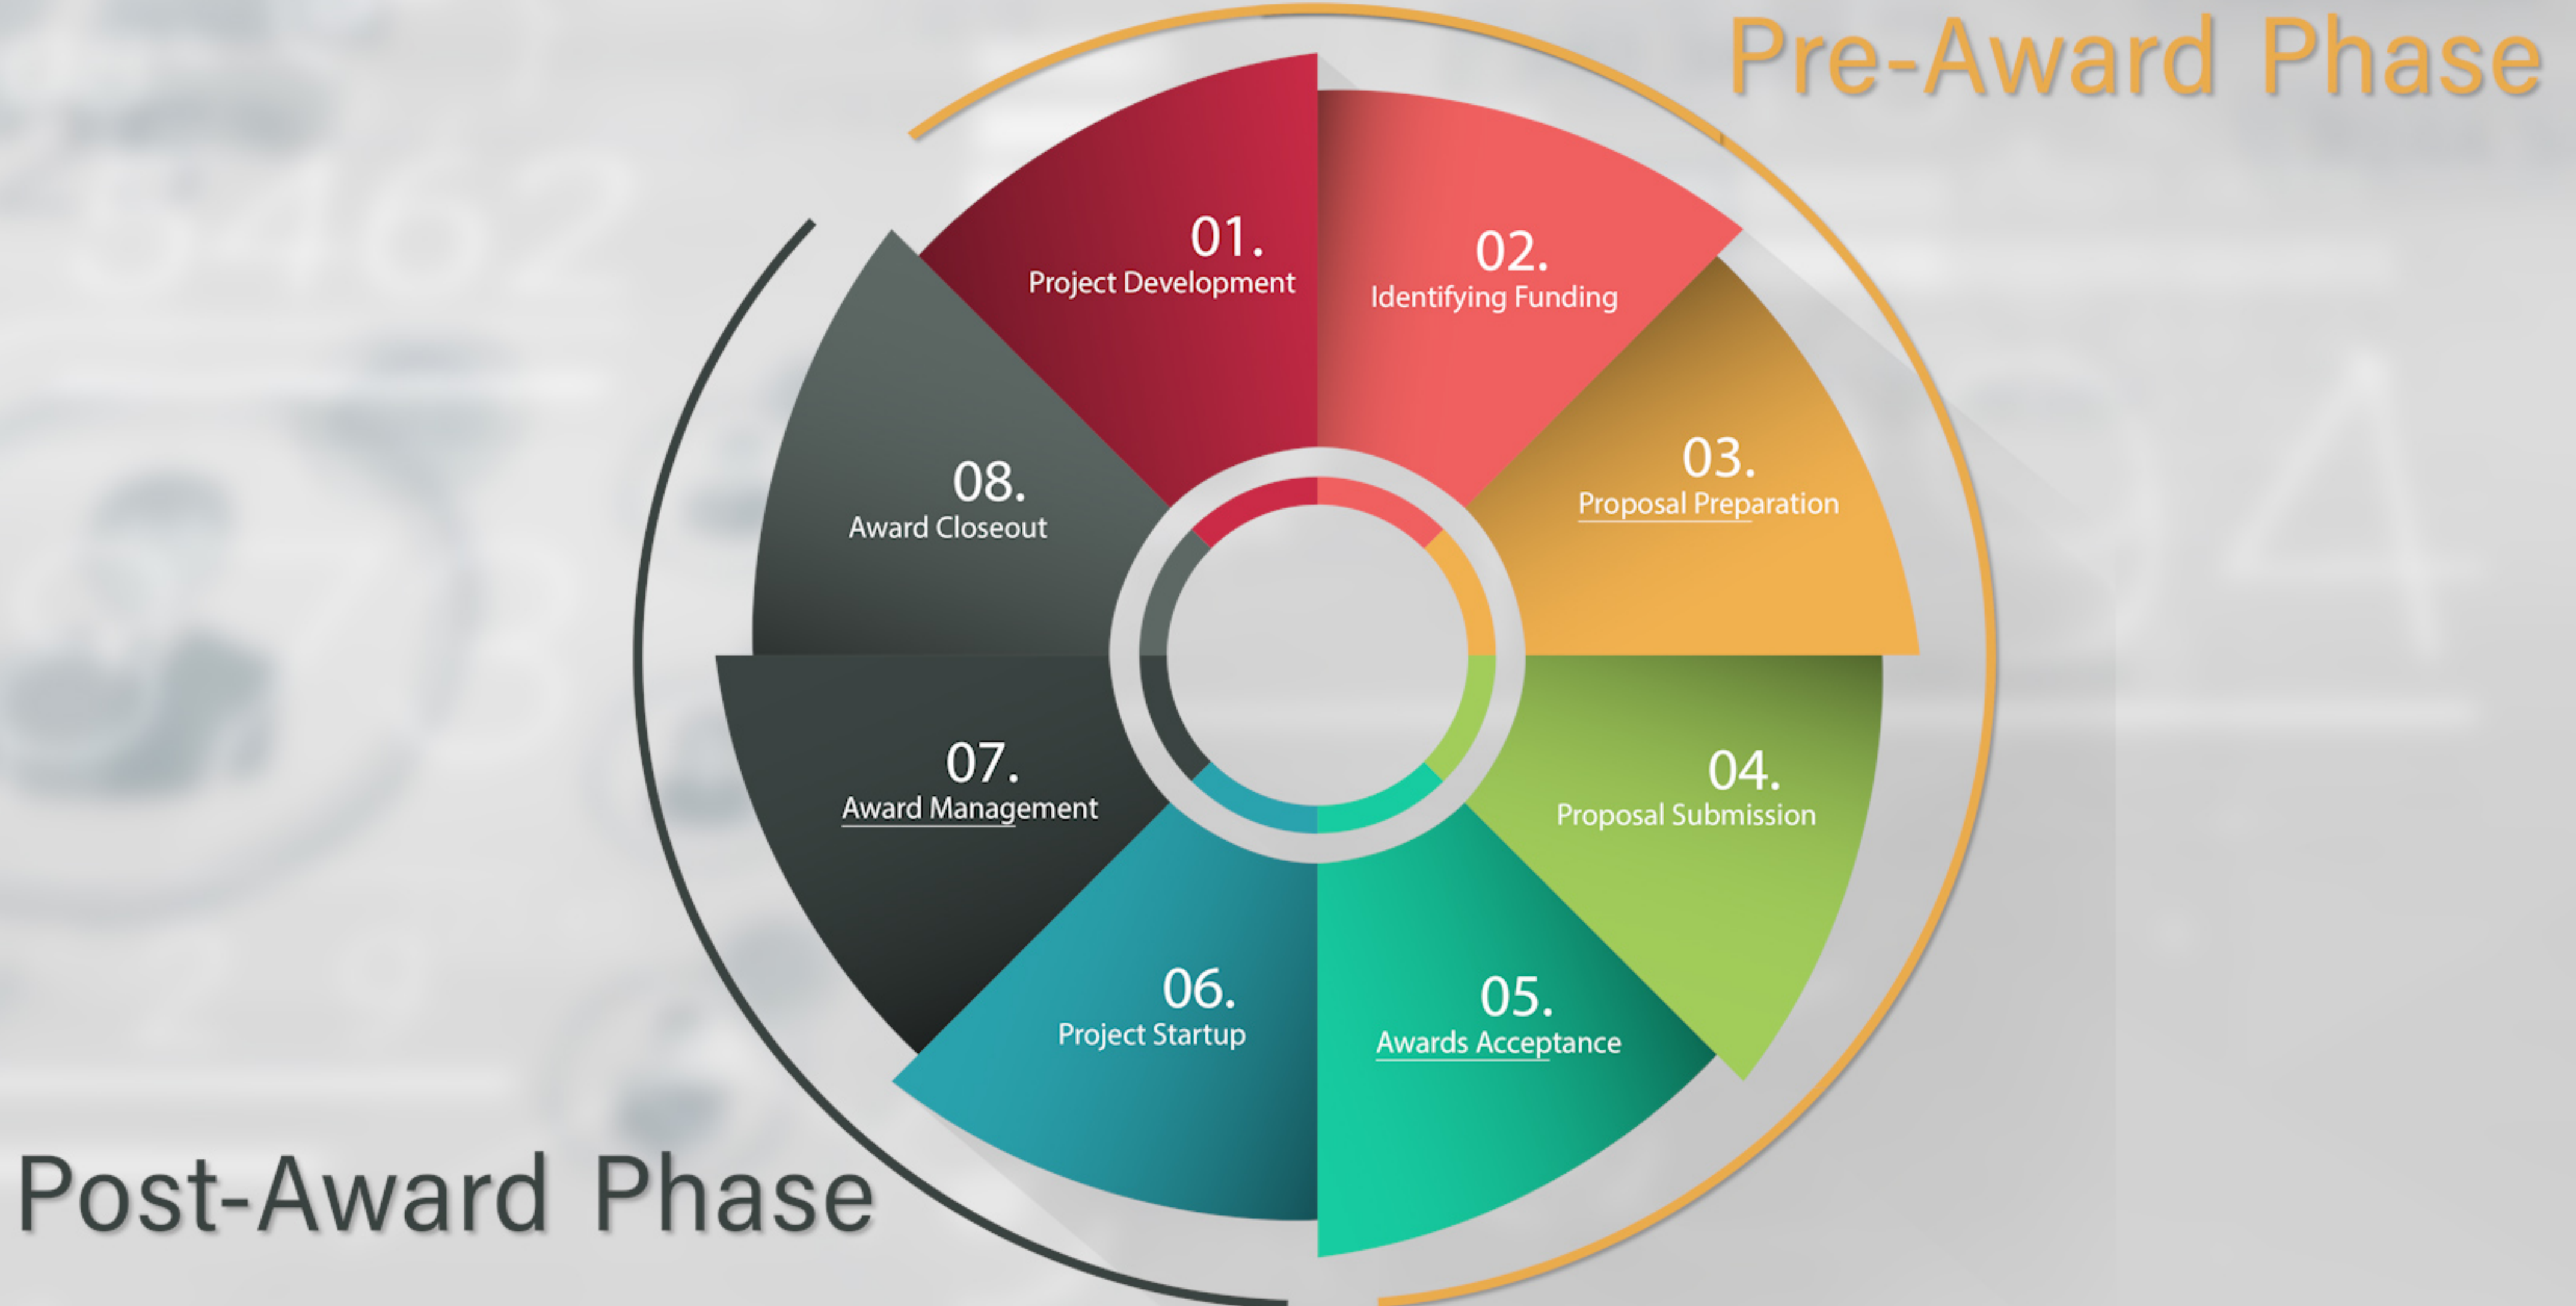 Pre-Award Phase
01.
Project Development
02.
Identifying Funding
03.
Proposal Preparation
04.
Proposal Submission
05.
Awards Acceptance
06.
Project Startup
07.
Award Management
08.
Award Closeout
Post-Award Phase
5462